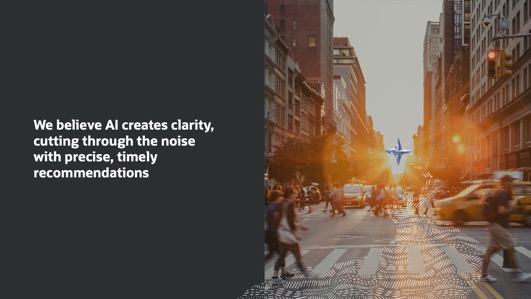 We believe AI creates clarity,
cutting through the noise
with precise, timely
recommendations